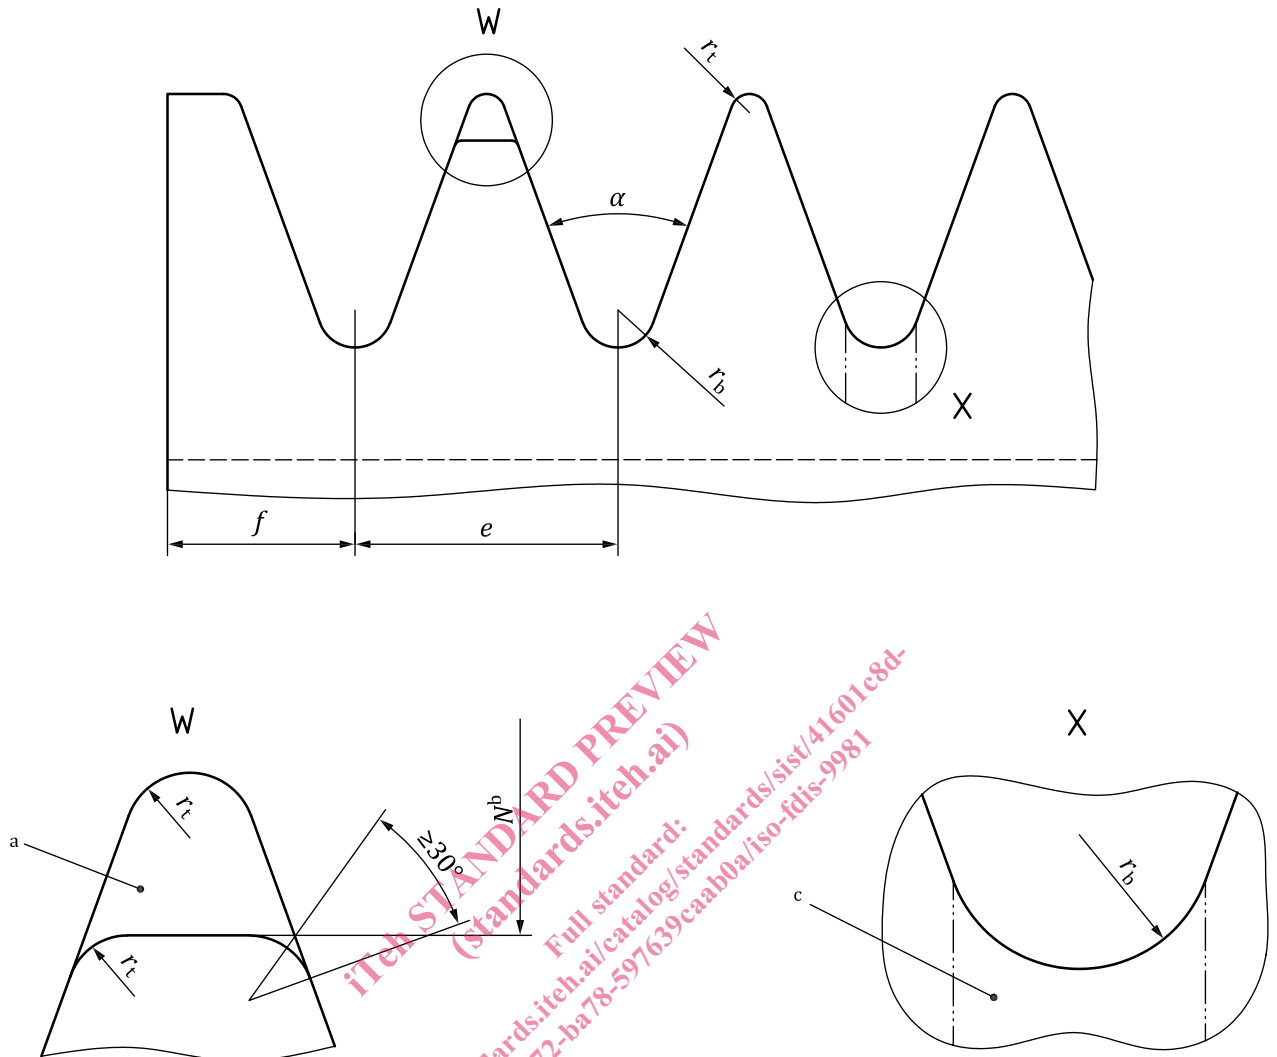 W
r_t
α
r_b
X
f
e
W
X
r_t
a
N^b
≥30°
r_t
r_b
c
iTeh STANDARD PREVIEW
(standards.iteh.ai)
Full standard:
dards.iteh.ai/catalog/standards/sist/41601c8d-
72-ba78-597639caab0a/iso-fdis-9981